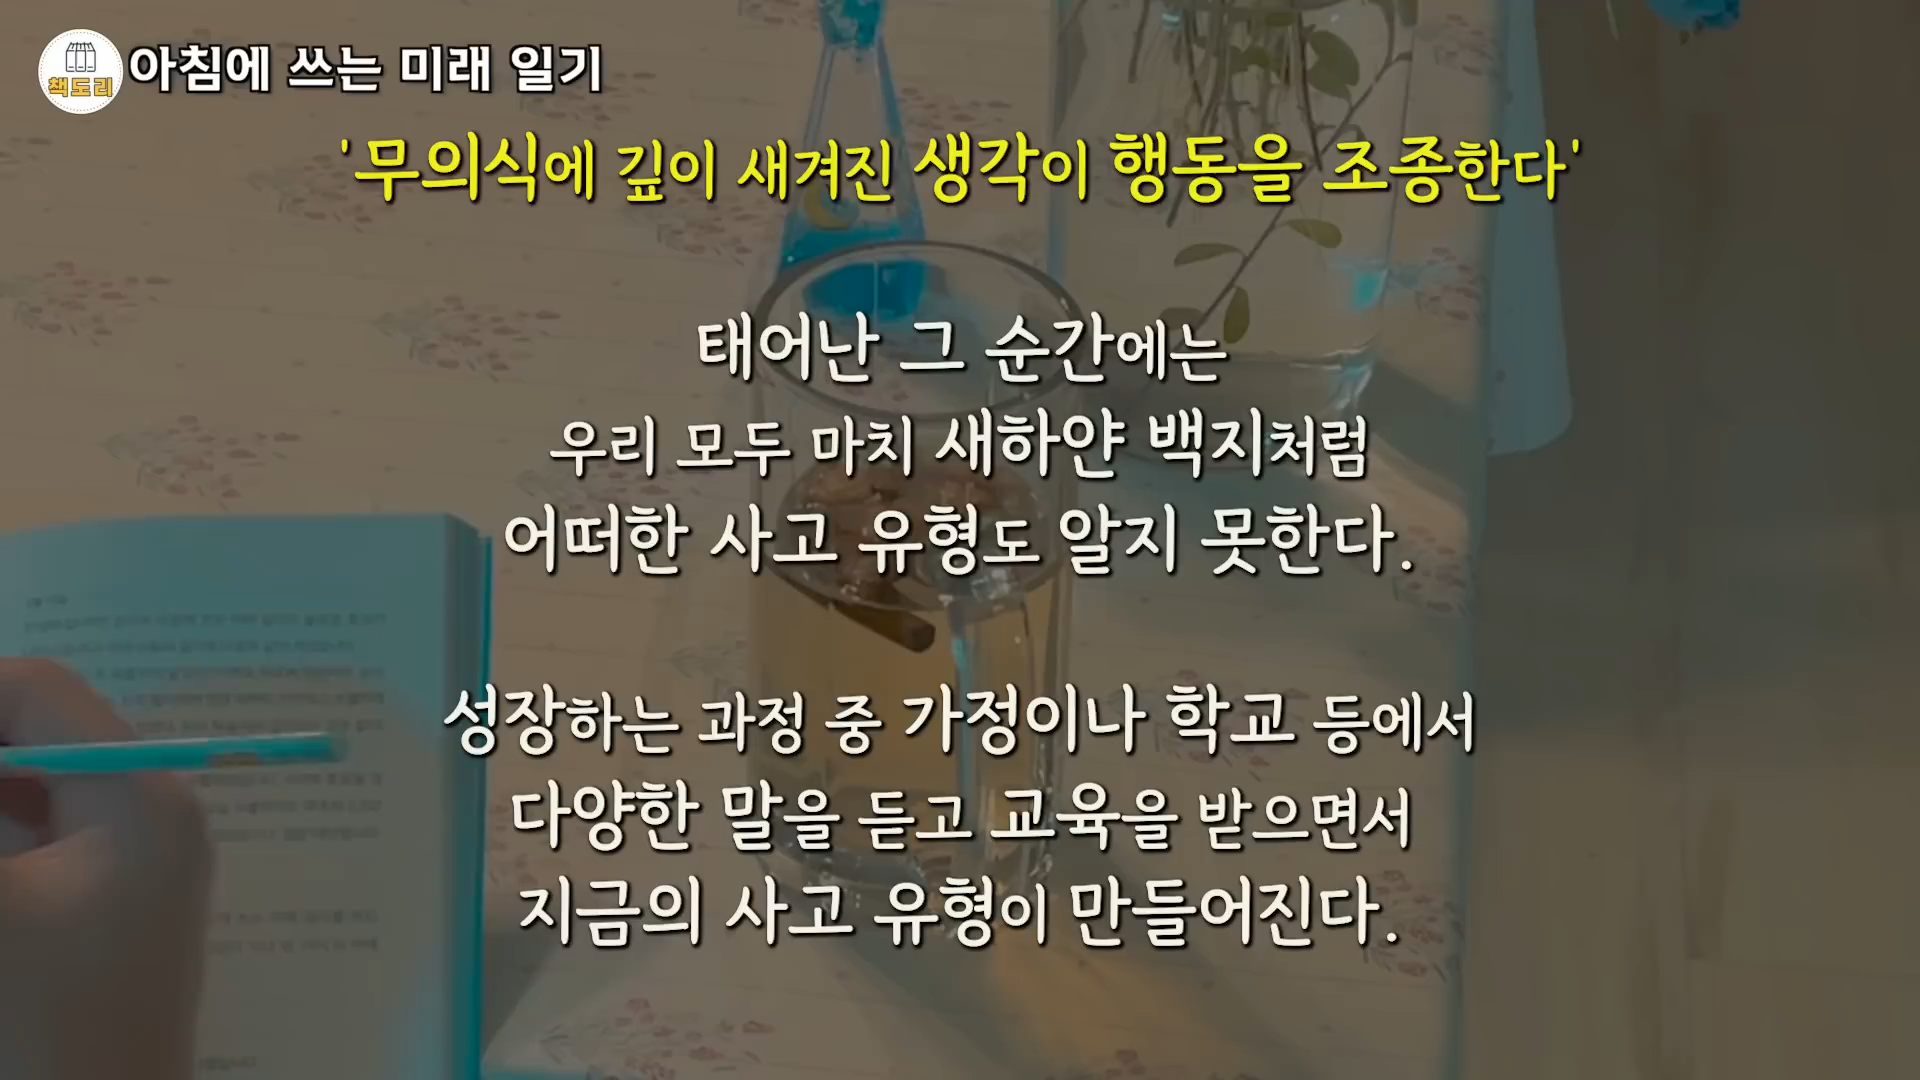 책도리
아침에 쓰는 미래 일기
'무의식에 깊이 새겨진 생각이 행동을 조종한다'
태어난 그 순간에는
우리 모두 마치 새하얀 백지처럼
어떠한 사고 유형도 알지 못한다.
성장하는 과정 중 가정이나 학교 등에서
다양한 말을 듣고 교육을 받으면서
지금의 사고 유형이 만들어진다.